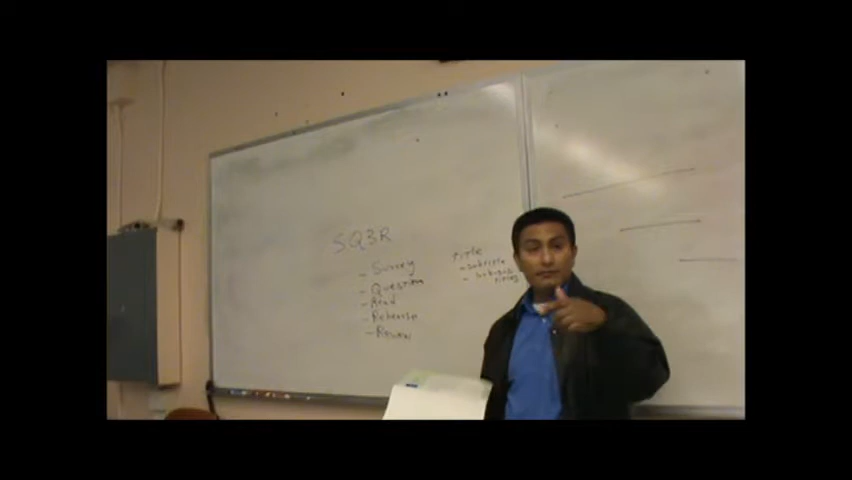 SQ3R
- Survey
- Question
- Read
- Rehearse
- Review
Title
- Subtitle